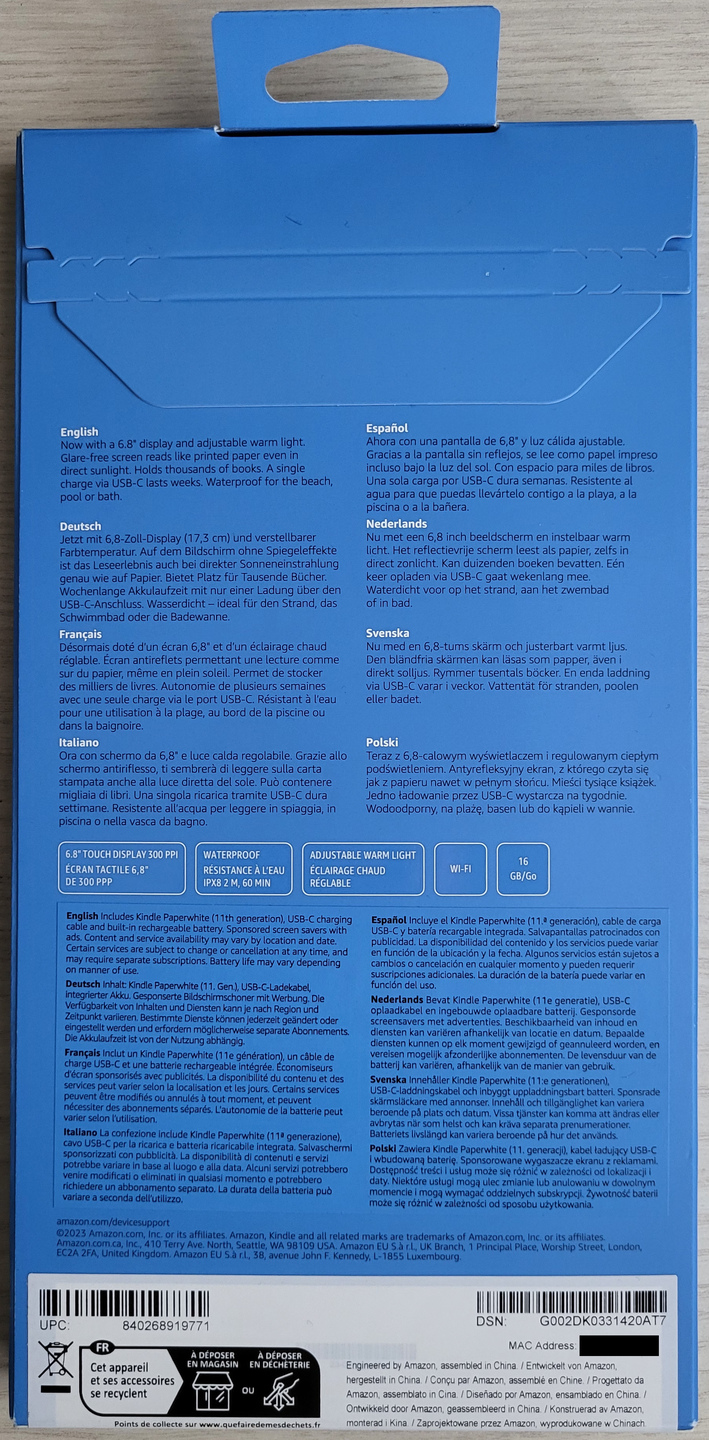 English
Now with a 6.8" display and adjustable warm light.
Glare-free screen reads like printed paper even in
direct sunlight. Holds thousands of books. A single
charge via USB-C lasts weeks. Waterproof for the beach,
pool or bath.
Deutsch
Jetzt mit 6,8-Zoll-Display (17,3 cm) und verstellbarer
Farbtemperatur. Auf dem Bildschirm ohne Spiegeleffekte
ist das Leseerlebnis auch bei direkter Sonneneinstrahlung
genau wie auf Papier. Bietet Platz für Tausende Bücher.
Wochenlange Akkulaufzeit mit nur einer Ladung über den
USB-C-Anschluss. Wasserdicht – ideal für den Strand, das
Schwimmbad oder die Badewanne.
Français
Désormais doté d'un écran 6,8" et d'un éclairage chaud
réglable. Écran antireflets permettant une lecture comme
sur du papier, même en plein soleil. Permet de stocker
des milliers de livres. Autonomie de plusieurs semaines
avec une seule charge via le port USB-C. Résistant à l'eau
pour une utilisation à la plage, au bord de la piscine ou
dans la baignoire.
Italiano
Ora con schermo da 6,8" e luce calda regolabile. Grazie allo
schermo antiriflesso, ti sembrerà di leggere sulla carta
stampata anche alla luce diretta del sole. Può contenere
migliaia di libri. Una singola ricarica tramite USB-C dura
settimane. Resistente all'acqua per leggere in spiaggia, in
piscina o nella vasca da bagno.
Español
Ahora con una pantalla de 6,8" y luz cálida ajustable.
Gracias a la pantalla sin reflejos, se lee como papel impreso
incluso bajo la luz del sol. Con espacio para miles de libros.
Una sola carga por USB-C dura semanas. Resistente al
agua para que puedas llevártelo contigo a la playa, a la
piscina o a la bañera.
Nederlands
Nu met een 6,8 inch beeldscherm en instelbaar warm
licht. Het reflectievrije scherm leest als papier, zelfs in
direct zonlicht. Kan duizenden boeken bevatten. Eén
keer opladen via USB-C gaat wekenlang mee.
Waterdicht voor op het strand, aan het zwembad
of in bad.
Svenska
Nu med en 6,8-tums skärm och justerbart varmt ljus.
Den bländfria skärmen kan läsas som papper, även i
direkt solljus. Rymmer tusentals böcker. En enda laddning
via USB-C varar i veckor. Vattentät för stranden, poolen
eller badet.
Polski
Teraz z 6,8-calowym wyświetlaczem i regulowanym ciepłym
podświetleniem. Antyrefleksyjny ekran, z którego czyta się
jak z papieru nawet w pełnym słońcu. Mieści tysiące książek.
Jedno ładowanie przez USB-C wystarcza na tygodnie.
Wodoodporny, na plażę, basen lub do kąpieli w wannie.
6.8" TOUCH DISPLAY 300 PPI
ÉCRAN TACTILE 6,8"
DE 300 PPP
WATERPROOF
RÉSISTANCE À L'EAU
IPX8 2 M, 60 MIN
ADJUSTABLE WARM LIGHT
ÉCLAIRAGE CHAUD
RÉGLABLE
WI-FI
16
GB/Go
English Includes Kindle Paperwhite (11th generation), USB-C charging
cable and built-in rechargeable battery. Sponsored screen savers with
ads. Content and service availability may vary by location and date.
Certain services are subject to change or cancellation at any time, and
may require separate subscriptions. Battery life may vary depending
on manner of use.
Deutsch Inhalt: Kindle Paperwhite (11. Gen.), USB-C-Ladekabel,
integrierter Akku. Gesponserte Bildschirmschoner mit Werbung. Die
Verfügbarkeit von Inhalten und Diensten kann je nach Region und
Zeitpunkt variieren. Bestimmte Dienste können jederzeit geändert oder
eingestellt werden und erfordern möglicherweise separate Abonnements.
Die Akkulaufzeit ist von der Nutzung abhängig.
Français Inclut un Kindle Paperwhite (11e génération), un câble de
charge USB-C et une batterie rechargeable intégrée. Économiseurs
d'écran sponsorisés avec publicités. La disponibilité du contenu et des
services peut varier selon la localisation et les jours. Certains services
peuvent être modifiés ou annulés à tout moment, et peuvent
nécessiter des abonnements séparés. L'autonomie de la batterie peut
varier selon l'utilisation.
Italiano La confezione include Kindle Paperwhite (11ª generazione),
cavo USB-C per la ricarica e batteria ricaricabile integrata. Salvaschermi
sponsorizzati con pubblicità. La disponibilità di contenuti e servizi
potrebbe variare in base al luogo e alla data. Alcuni servizi potrebbero
venire modificati o eliminati in qualsiasi momento e potrebbero
richiedere un abbonamento separato. La durata della batteria può
variare a seconda dell'utilizzo.
Español Incluye el Kindle Paperwhite (11.ª generación), cable de carga
USB-C y batería recargable integrada. Salvapantallas patrocinados con
publicidad. La disponibilidad del contenido y los servicios puede variar
en función de la ubicación y la fecha. Algunos servicios están sujetos a
cambios o cancelación en cualquier momento y pueden requerir
suscripciones adicionales. La duración de la batería puede variar en
función del uso.
Nederlands Bevat Kindle Paperwhite (11e generatie), USB-C
oplaadkabel en ingebouwde oplaadbare batterij. Gesponsorde
screensavers met advertenties. Beschikbaarheid van inhoud en
diensten kan variëren afhankelijk van locatie en datum. Bepaalde
diensten kunnen op elk moment gewijzigd of geannuleerd worden, en
vereisen mogelijk afzonderlijke abonnementen. De levensduur van de
batterij kan variëren, afhankelijk van de manier van gebruik.
Svenska Innehåller Kindle Paperwhite (11:e generationen),
USB-C-laddningskabel och inbyggt uppladdningsbart batteri. Sponsrade
skärmsläckare med annonser. Innehåll och tillgänglighet kan variera
beroende på plats och datum. Vissa tjänster kan komma att ändras eller
avbrytas när som helst och kan kräva separata prenumerationer.
Batteriets livslängd kan variera beroende på hur det används.
Polski Zawiera Kindle Paperwhite (11. generacji), kabel ładujący USB-C
i wbudowaną baterię. Sponsorowane wygaszacze ekranu z reklamami.
Dostępność treści i usług może się różnić w zależności od lokalizacji i
daty. Niektóre usługi mogą ulec zmianie lub anulowaniu w dowolnym
momencie i mogą wymagać oddzielnych subskrypcji. Żywotność baterii
może się różnić w zależności od sposobu użytkowania.
amazon.com/devicesupport
©2023 Amazon.com, Inc. or its affiliates. Amazon, Kindle and all related marks are trademarks of Amazon.com, Inc. or its affiliates.
Amazon.com.ca, Inc., 410 Terry Ave. North, Seattle, WA 98109 USA. Amazon EU S.à r.l., UK Branch, 1 Principal Place, Worship Street, London,
EC2A 2FA, United Kingdom. Amazon EU S.à r.l., 38, avenue John F. Kennedy, L-1855 Luxembourg.
UPC: 840268919771
DSN: G002DK0331420AT7
MAC Address:
FR
Cet appareil
et ses accessoires
se recyclent
À DÉPOSER
EN MAGASIN
OU
À DÉPOSER
EN DÉCHÈTERIE
Points de collecte sur www.quefairedemesdechets.fr
Engineered by Amazon, assembled in China. / Entwickelt von Amazon,
hergestellt in China. / Conçu par Amazon, assemblé en Chine. / Progettato da
Amazon, assemblato in Cina. / Diseñado por Amazon, ensamblado en China. /
Ontwikkeld door Amazon, geassembleerd in China. / Konstruerad av Amazon,
monterad i Kina. / Zaprojektowane przez Amazon, wyprodukowane w Chinach.